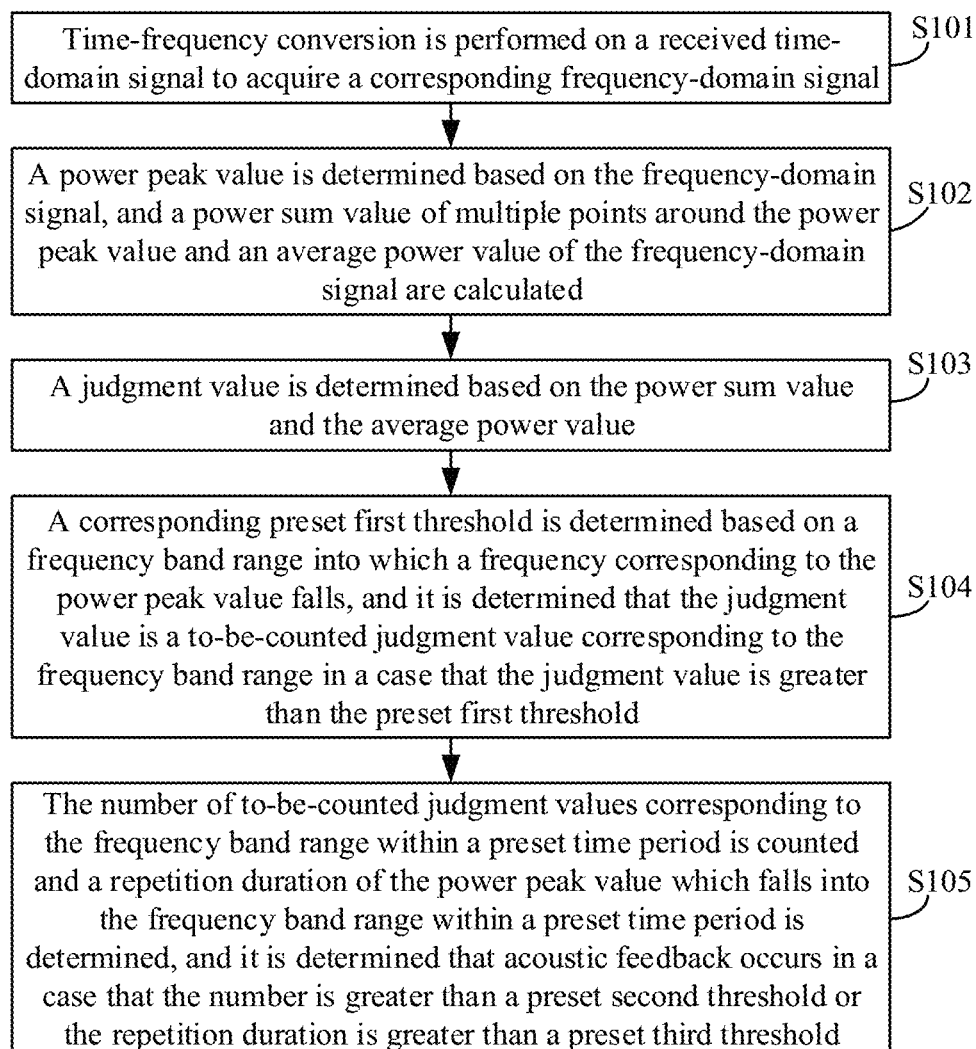 Time-frequency conversion is performed on a received time-
domain signal to acquire a corresponding frequency-domain signal
S101
A power peak value is determined based on the frequency-domain
signal, and a power sum value of multiple points around the power
peak value and an average power value of the frequency-domain
signal are calculated
S102
A judgment value is determined based on the power sum value
and the average power value
S103
A corresponding preset first threshold is determined based on a
frequency band range into which a frequency corresponding to the
power peak value falls, and it is determined that the judgment
value is a to-be-counted judgment value corresponding to the
frequency band range in a case that the judgment value is greater
than the preset first threshold
S104
The number of to-be-counted judgment values corresponding to
the frequency band range within a preset time period is counted
and a repetition duration of the power peak value which falls into
the frequency band range within a preset time period is
determined, and it is determined that acoustic feedback occurs in a
case that the number is greater than a preset second threshold or
the repetition duration is greater than a preset third threshold
S105